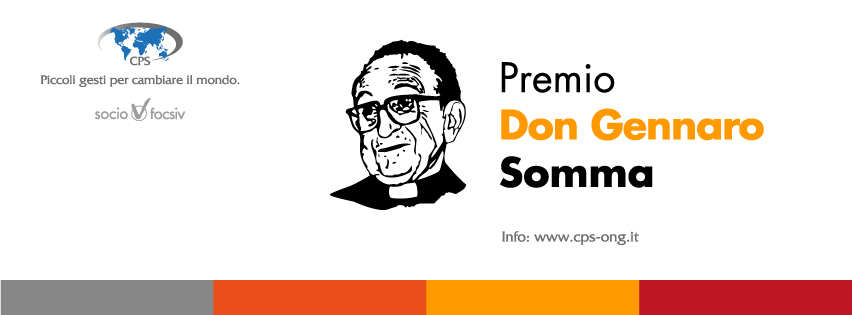 CPS
Piccoli gesti per cambiare il mondo.
socio focsiv
Premio
Don Gennaro
Somma
Info: www.cps-ong.it